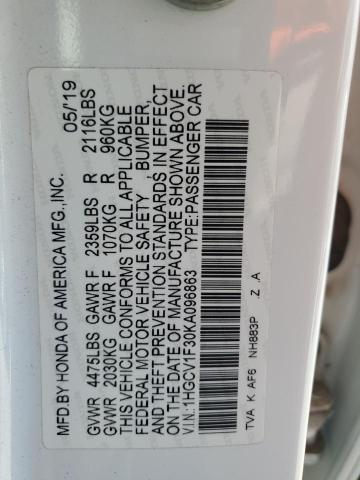 MFD.BY HONDA OF AMERICA MFG.,INC. 05/19
GVWR 4475LBS GAWR F 2359LBS R 2116LBS
GVWR 2030KG GAWR F 1070KG R 960KG
THIS VEHICLE CONFORMS TO ALL APPLICABLE
FEDERAL MOTOR VEHICLE SAFETY , BUMPER,
AND THEFT PREVENTION STANDARDS IN EFFECT
ON THE DATE OF MANUFACTURE SHOWN ABOVE.
V.I.N:1HGCV1F30KA096863 TYPE:PASSENGER CAR
TVA K AF6 NH883P .Z .A